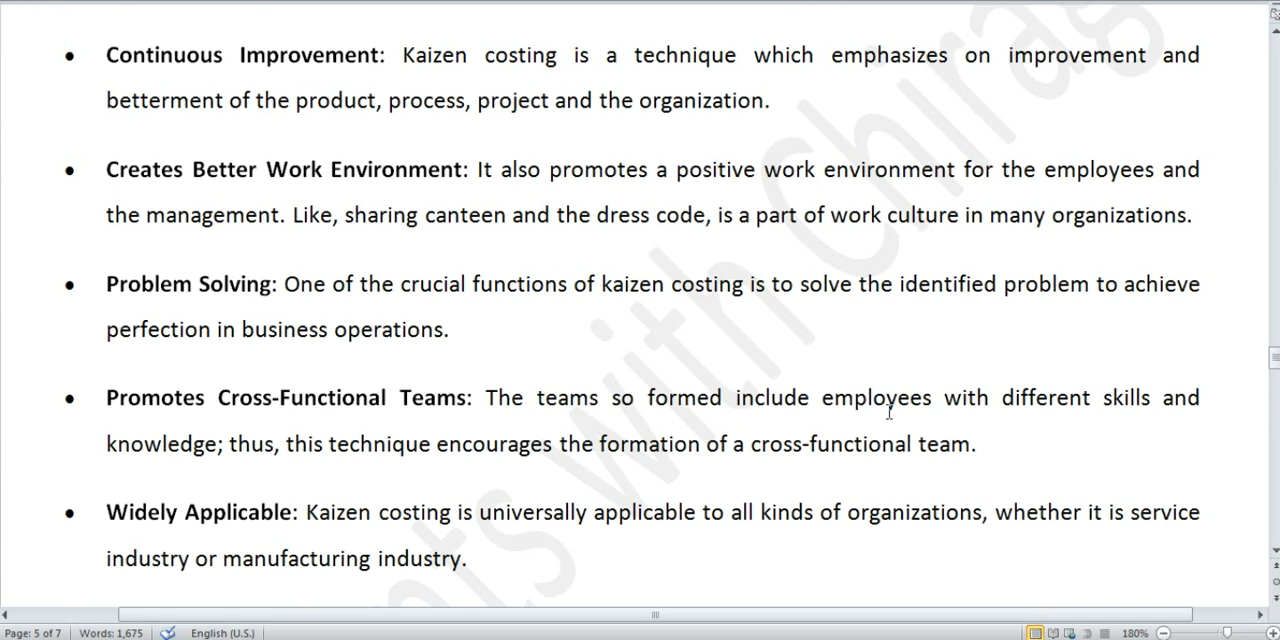 • Continuous Improvement: Kaizen costing is a technique which emphasizes on improvement and
betterment of the product, process, project and the organization.
• Creates Better Work Environment: It also promotes a positive work environment for the employees and
the management. Like, sharing canteen and the dress code, is a part of work culture in many organizations.
• Problem Solving: One of the crucial functions of kaizen costing is to solve the identified problem to achieve
perfection in business operations.
• Promotes Cross-Functional Teams: The teams so formed include employees with different skills and
knowledge; thus, this technique encourages the formation of a cross-functional team.
• Widely Applicable: Kaizen costing is universally applicable to all kinds of organizations, whether it is service
industry or manufacturing industry.
with Chirag
Page: 5 of 7 Words: 1,675 English (U.S.) 180%